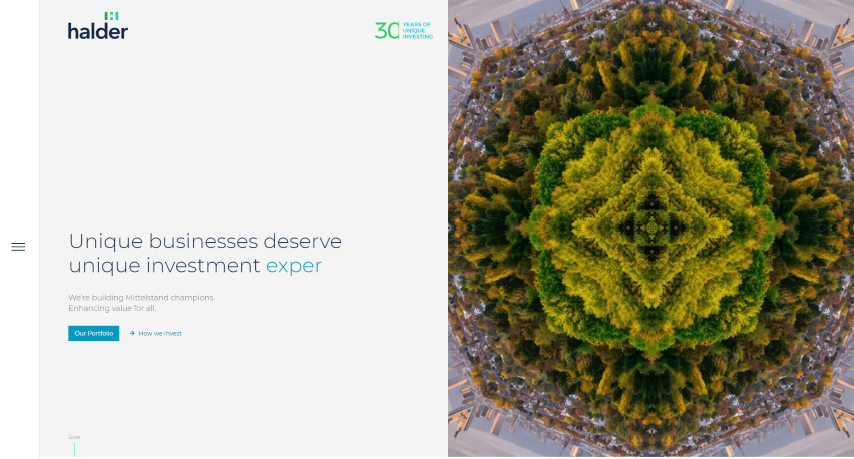 halder
30 YEARS OF
UNIQUE
INVESTING
Unique businesses deserve
unique investment exper
We're building Mittelstand champions.
Enhancing value for all.
Our Portfolio
→ How we invest
Scroll